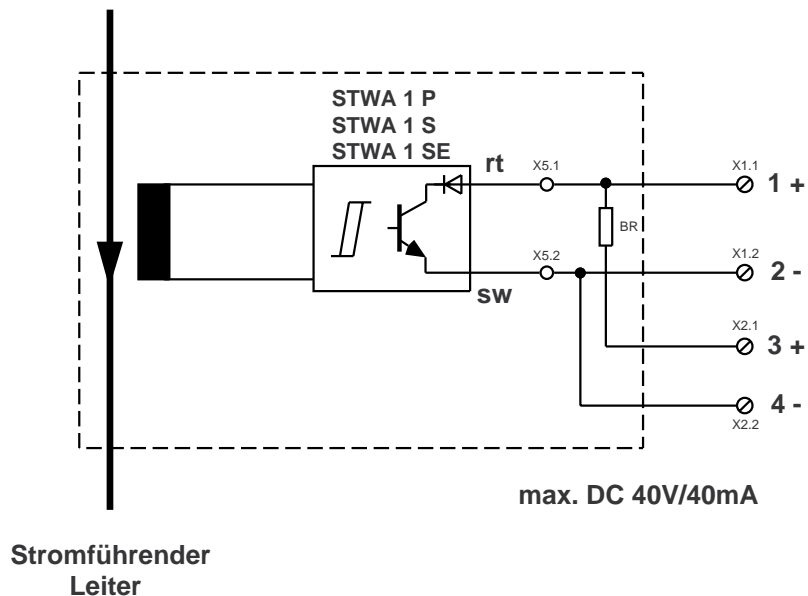 STWA 1 P
STWA 1 S
STWA 1 SE
rt
X5.1
X1.1
1 +
BR
X5.2
X1.2
2 -
sw
X2.1
3 +
4 -
X2.2
max. DC 40V/40mA
Stromführender
Leiter